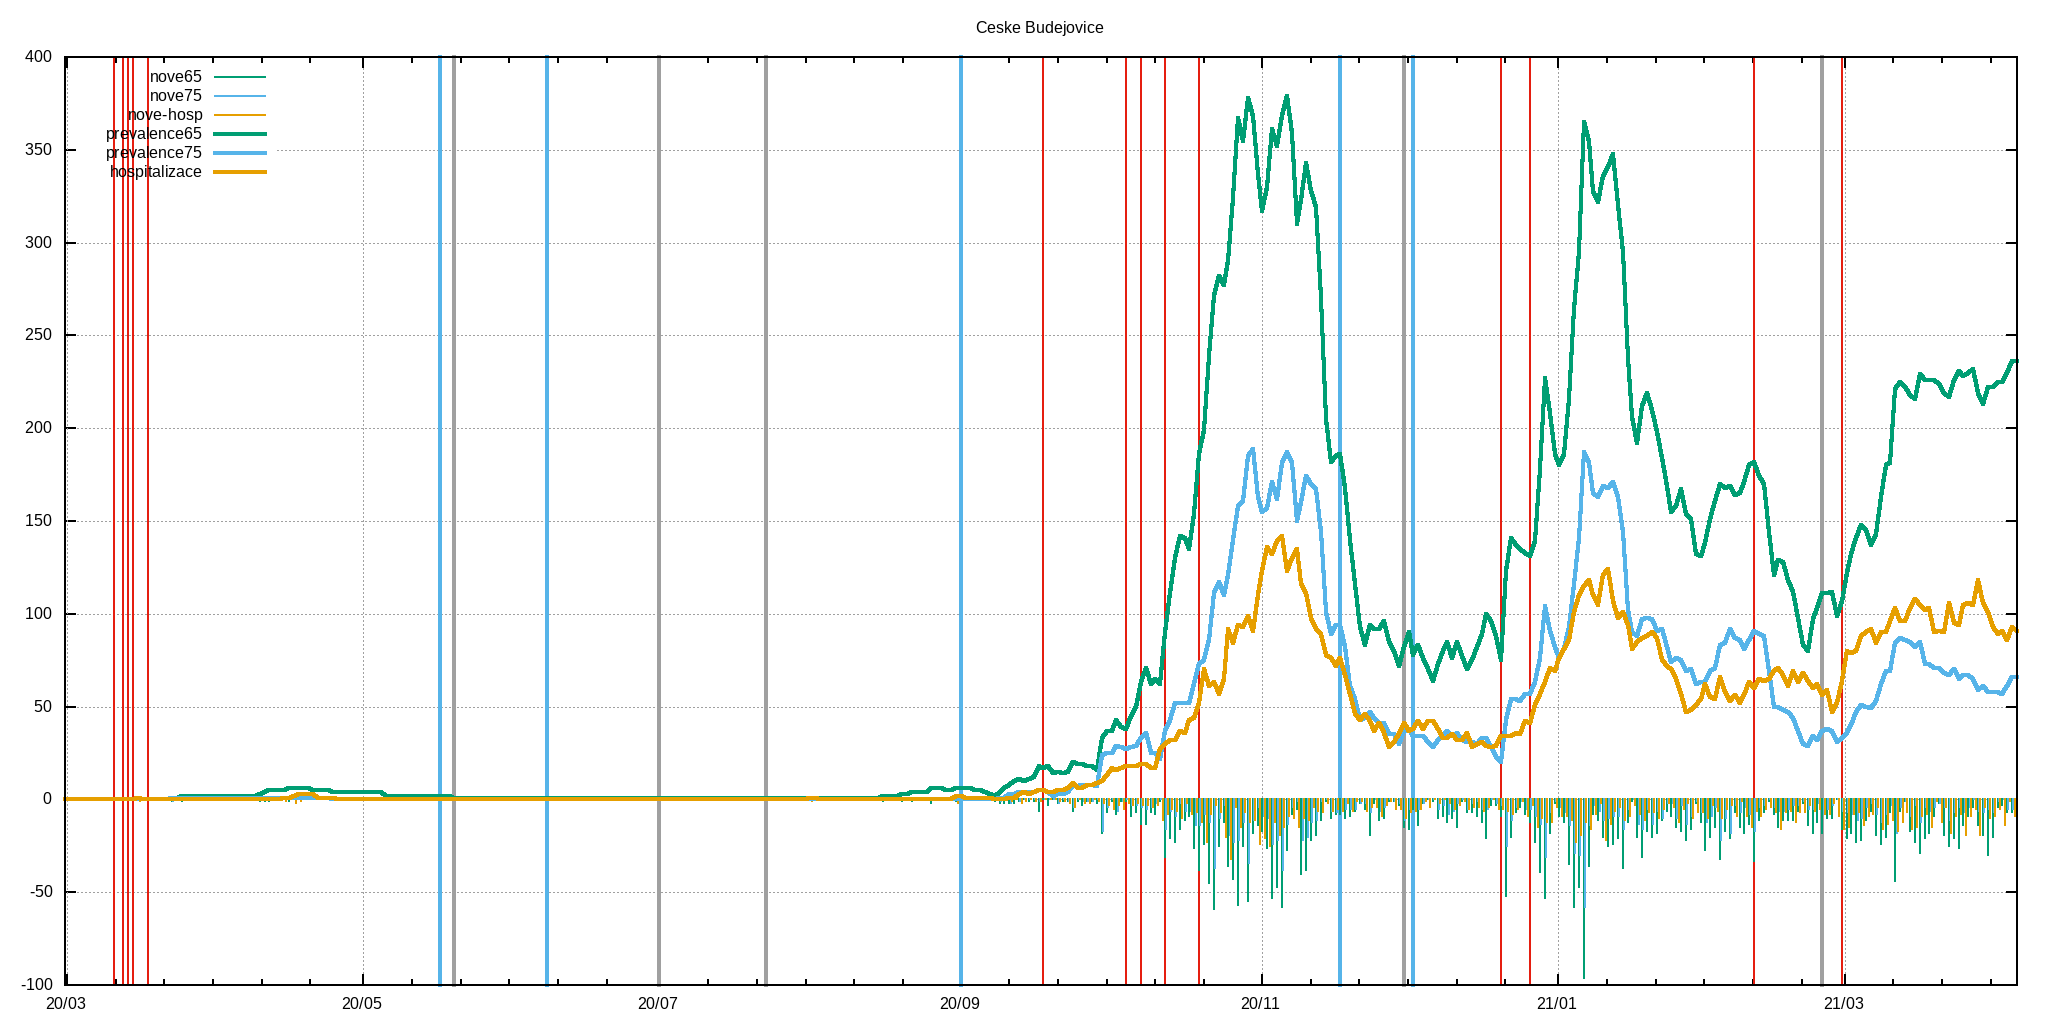 Ceske Budejovice
400
350
300
250
200
150
100
50
0
-50
-100
nove65
nove75
nove-hosp
prevalence65
prevalence75
hospitalizace
20/03 20/05 20/07 20/09 20/11 21/01 21/03